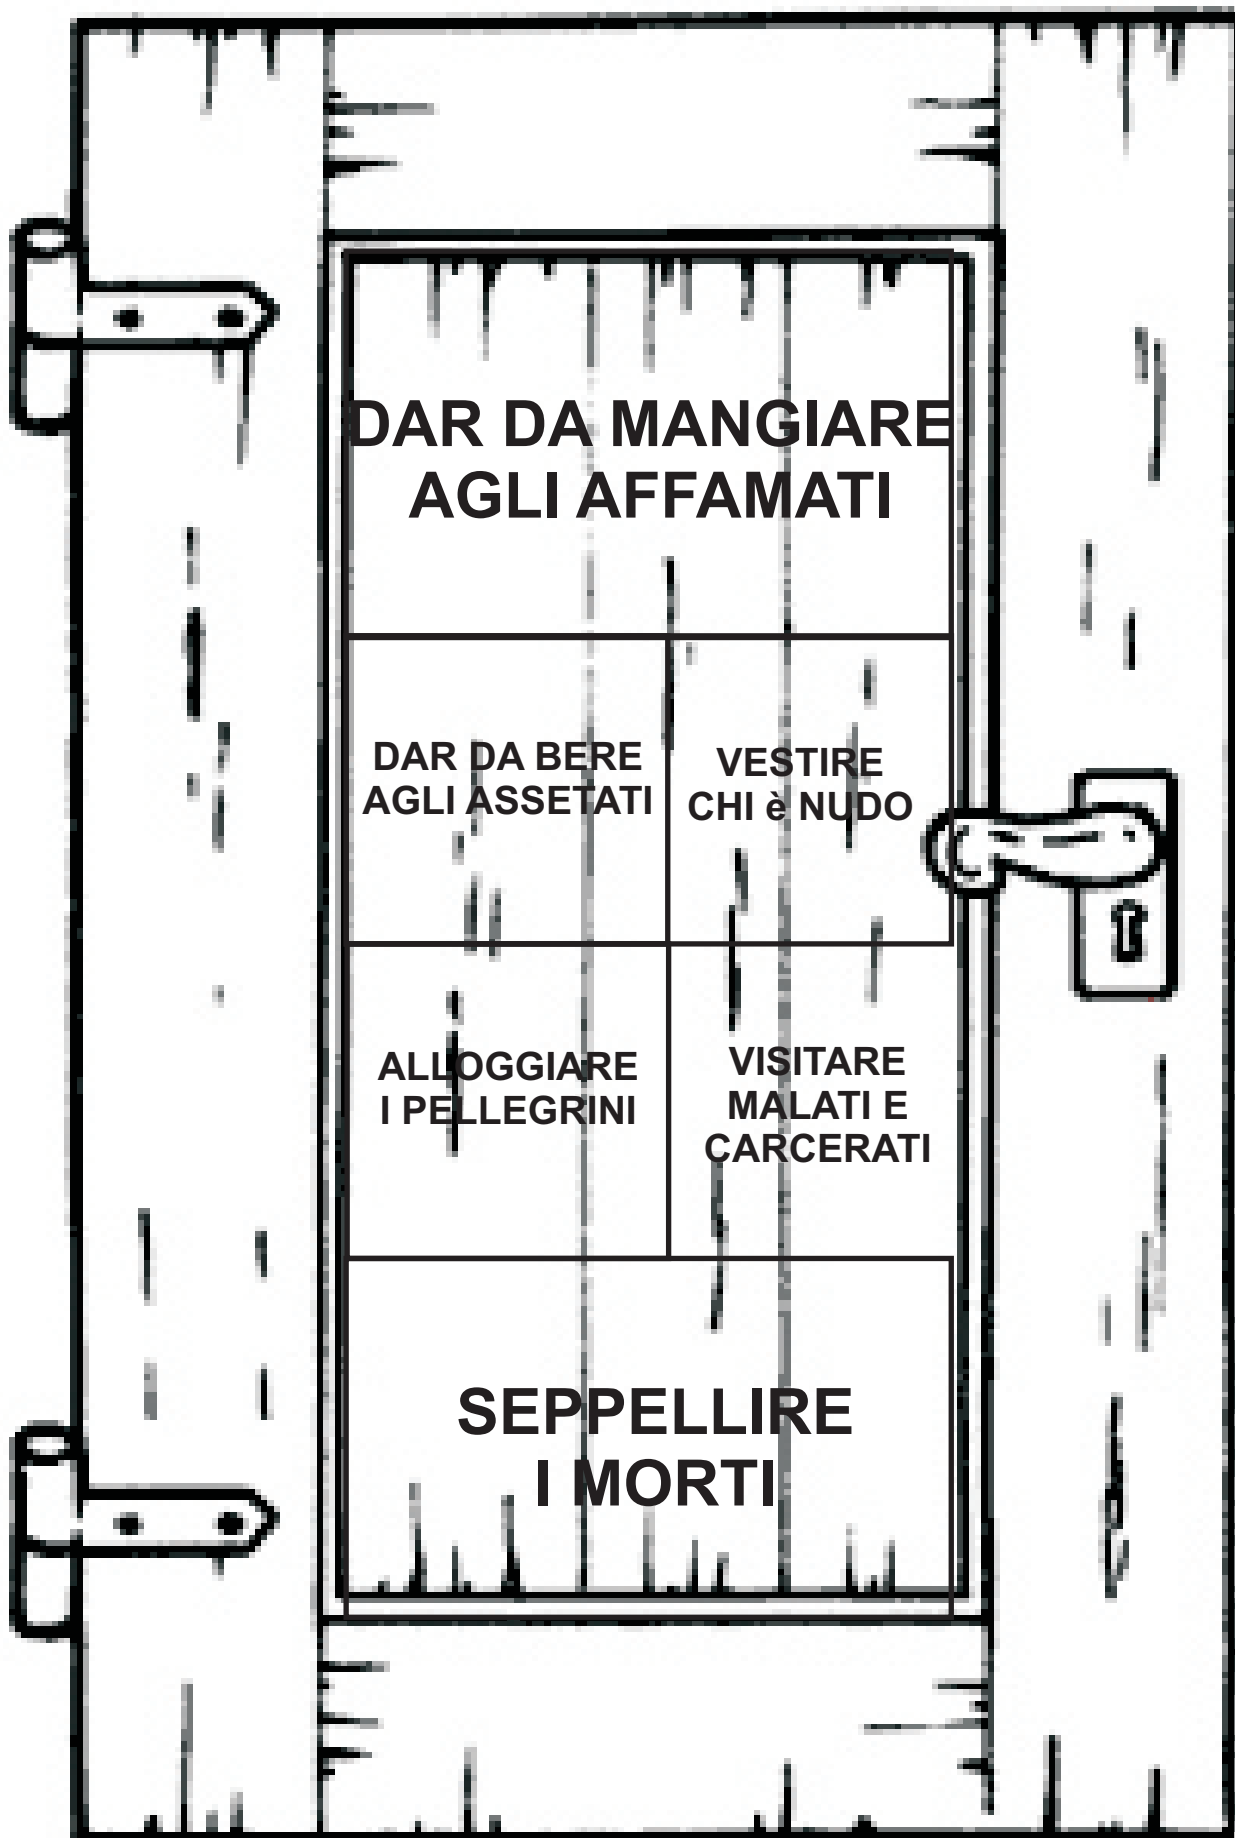 DAR DA MANGIARE
AGLI AFFAMATI
DAR DA BERE
AGLI ASSETATI
VESTIRE
CHI è NUDO
ALLOGGIARE
I PELLEGRINI
VISITARE
MALATI E
CARCERATI
SEPPELLIRE
I MORTI